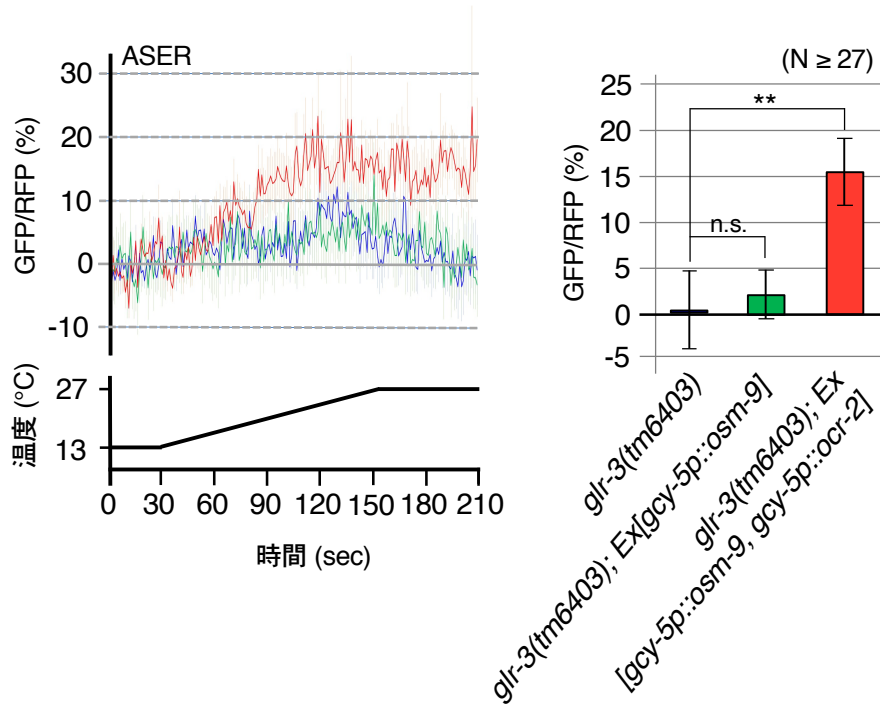 ASER
30
20
10
0
-10
GFP/RFP (%)
27
13
温度 (°C)
0 30 60 90 120 150 180 210
時間 (sec)
(N ≥ 27)
25
20
15
10
5
0
-5
GFP/RFP (%)
**
n.s.
glr-3(tm6403)
glr-3(tm6403); Ex[gcy-5p::osm-9]
glr-3(tm6403); Ex
[gcy-5p::osm-9, gcy-5p::ocr-2]